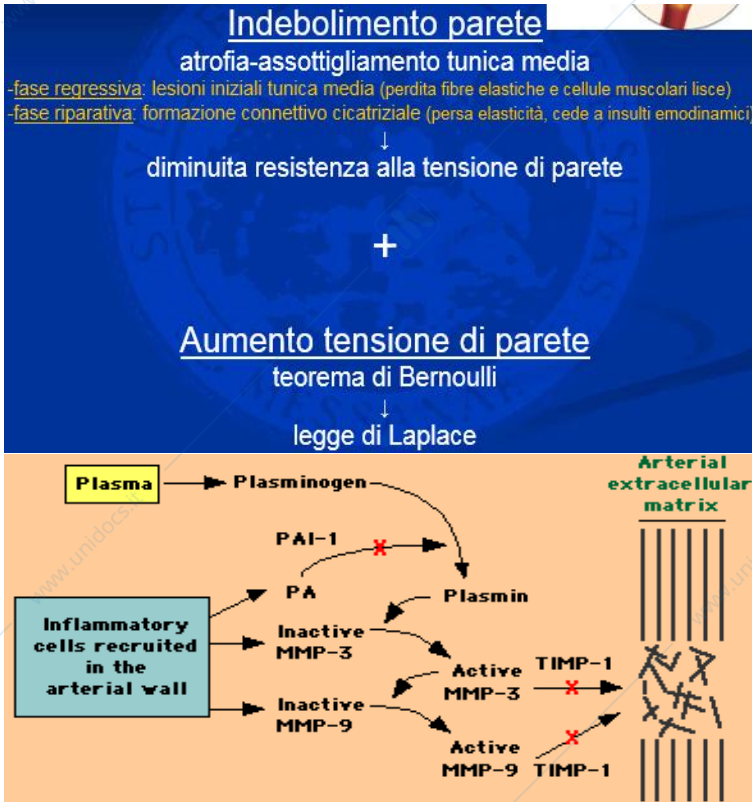 Indebolimento parete
atrofia-assottigliamento tunica media
-fase regressiva: lesioni iniziali tunica media (perdita fibre elastiche e cellule muscolari lisce)
-fase riparativa: formazione connettivo cicatriziale (persa elasticità, cede a insulti emodinamici)
↓
diminuita resistenza alla tensione di parete
+
Aumento tensione di parete
teorema di Bernoulli
↓
legge di Laplace
Plasma
Plasminogen
Arterial
extracellular
matrix
PAI-1
X
PA
Plasmin
Inflammatory
cells recruited
in the
arterial wall
Inactive
MMP-3
Active
MMP-3
TIMP-1
X
Inactive
MMP-9
Active
MMP-9
TIMP-1
X
www.unidocs.it